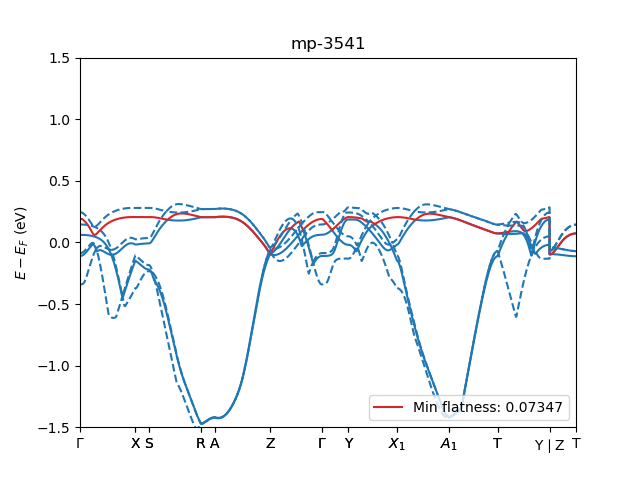 mp-3541
E − E_F (eV)
1.5
1.0
0.5
0.0
−0.5
−1.0
−1.5
Min flatness: 0.07347
Γ X S R A Z Γ Y X₁ A₁ T Y | Z T